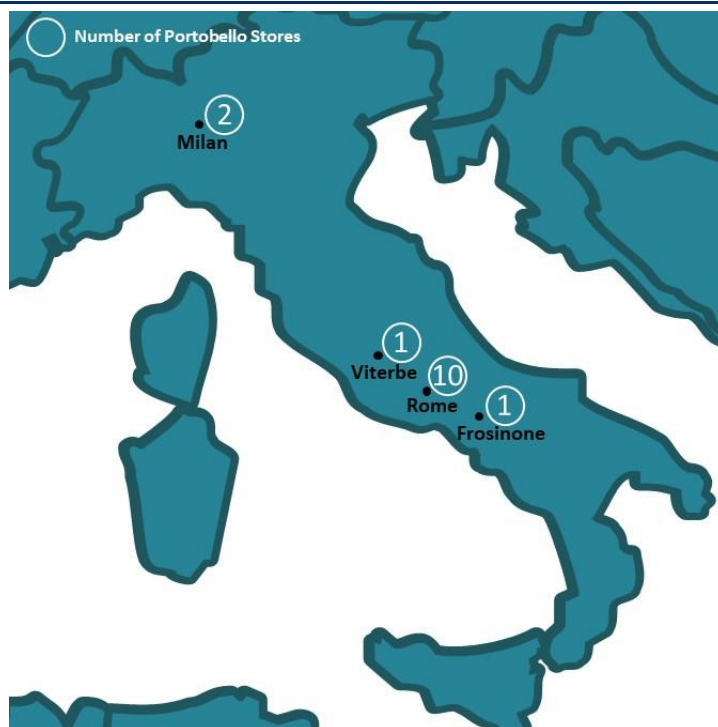 Number of Portobello Stores
2
Milan
1
Viterbe
10
Rome
1
Frosinone